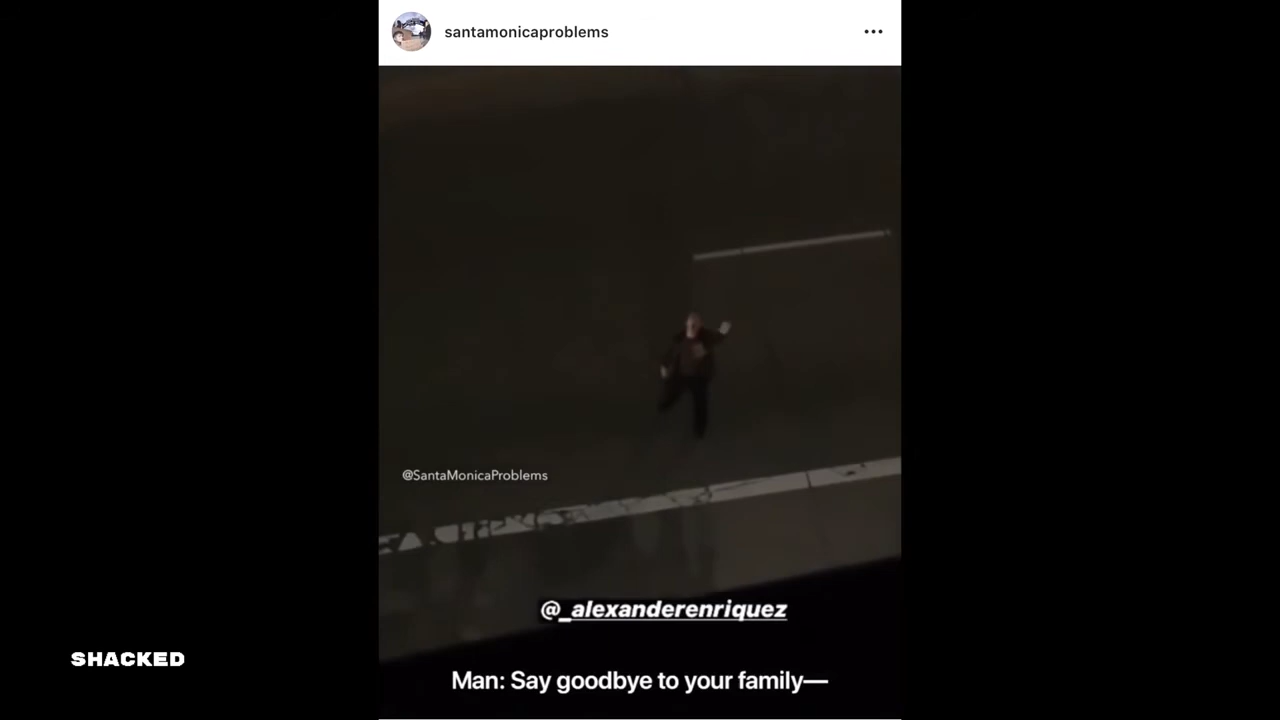 santamonicaproblems
@SantaMonicaProblems
@_alexanderenriquez
SHACKED
Man: Say goodbye to your family—